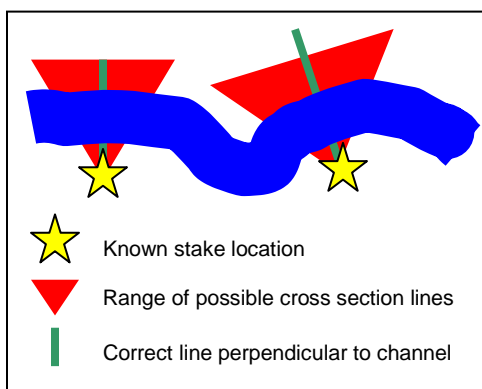 Known stake location
Range of possible cross section lines
Correct line perpendicular to channel